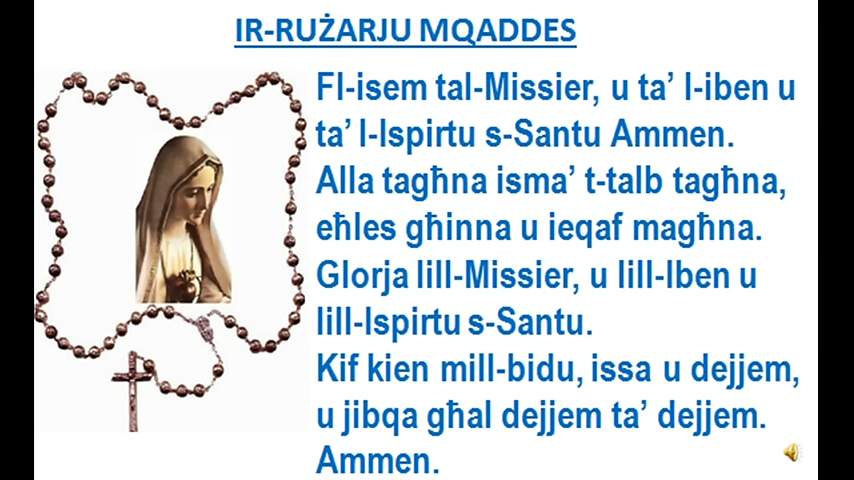 IR-RUŻARJU MQADDES
FI-isem tal-Missier, u ta’ l-iben u
ta’ l-Ispirtu s-Santu Ammen.
Alla tagħna isma’ t-talb tagħna,
eħles għinna u ieqaf magħna.
Glorja lill-Missier, u lill-Iben u
lill-Ispirtu s-Santu.
Kif kien mill-bidu, issa u dejjem,
u jibqa għal dejjem ta’ dejjem.
Ammen.